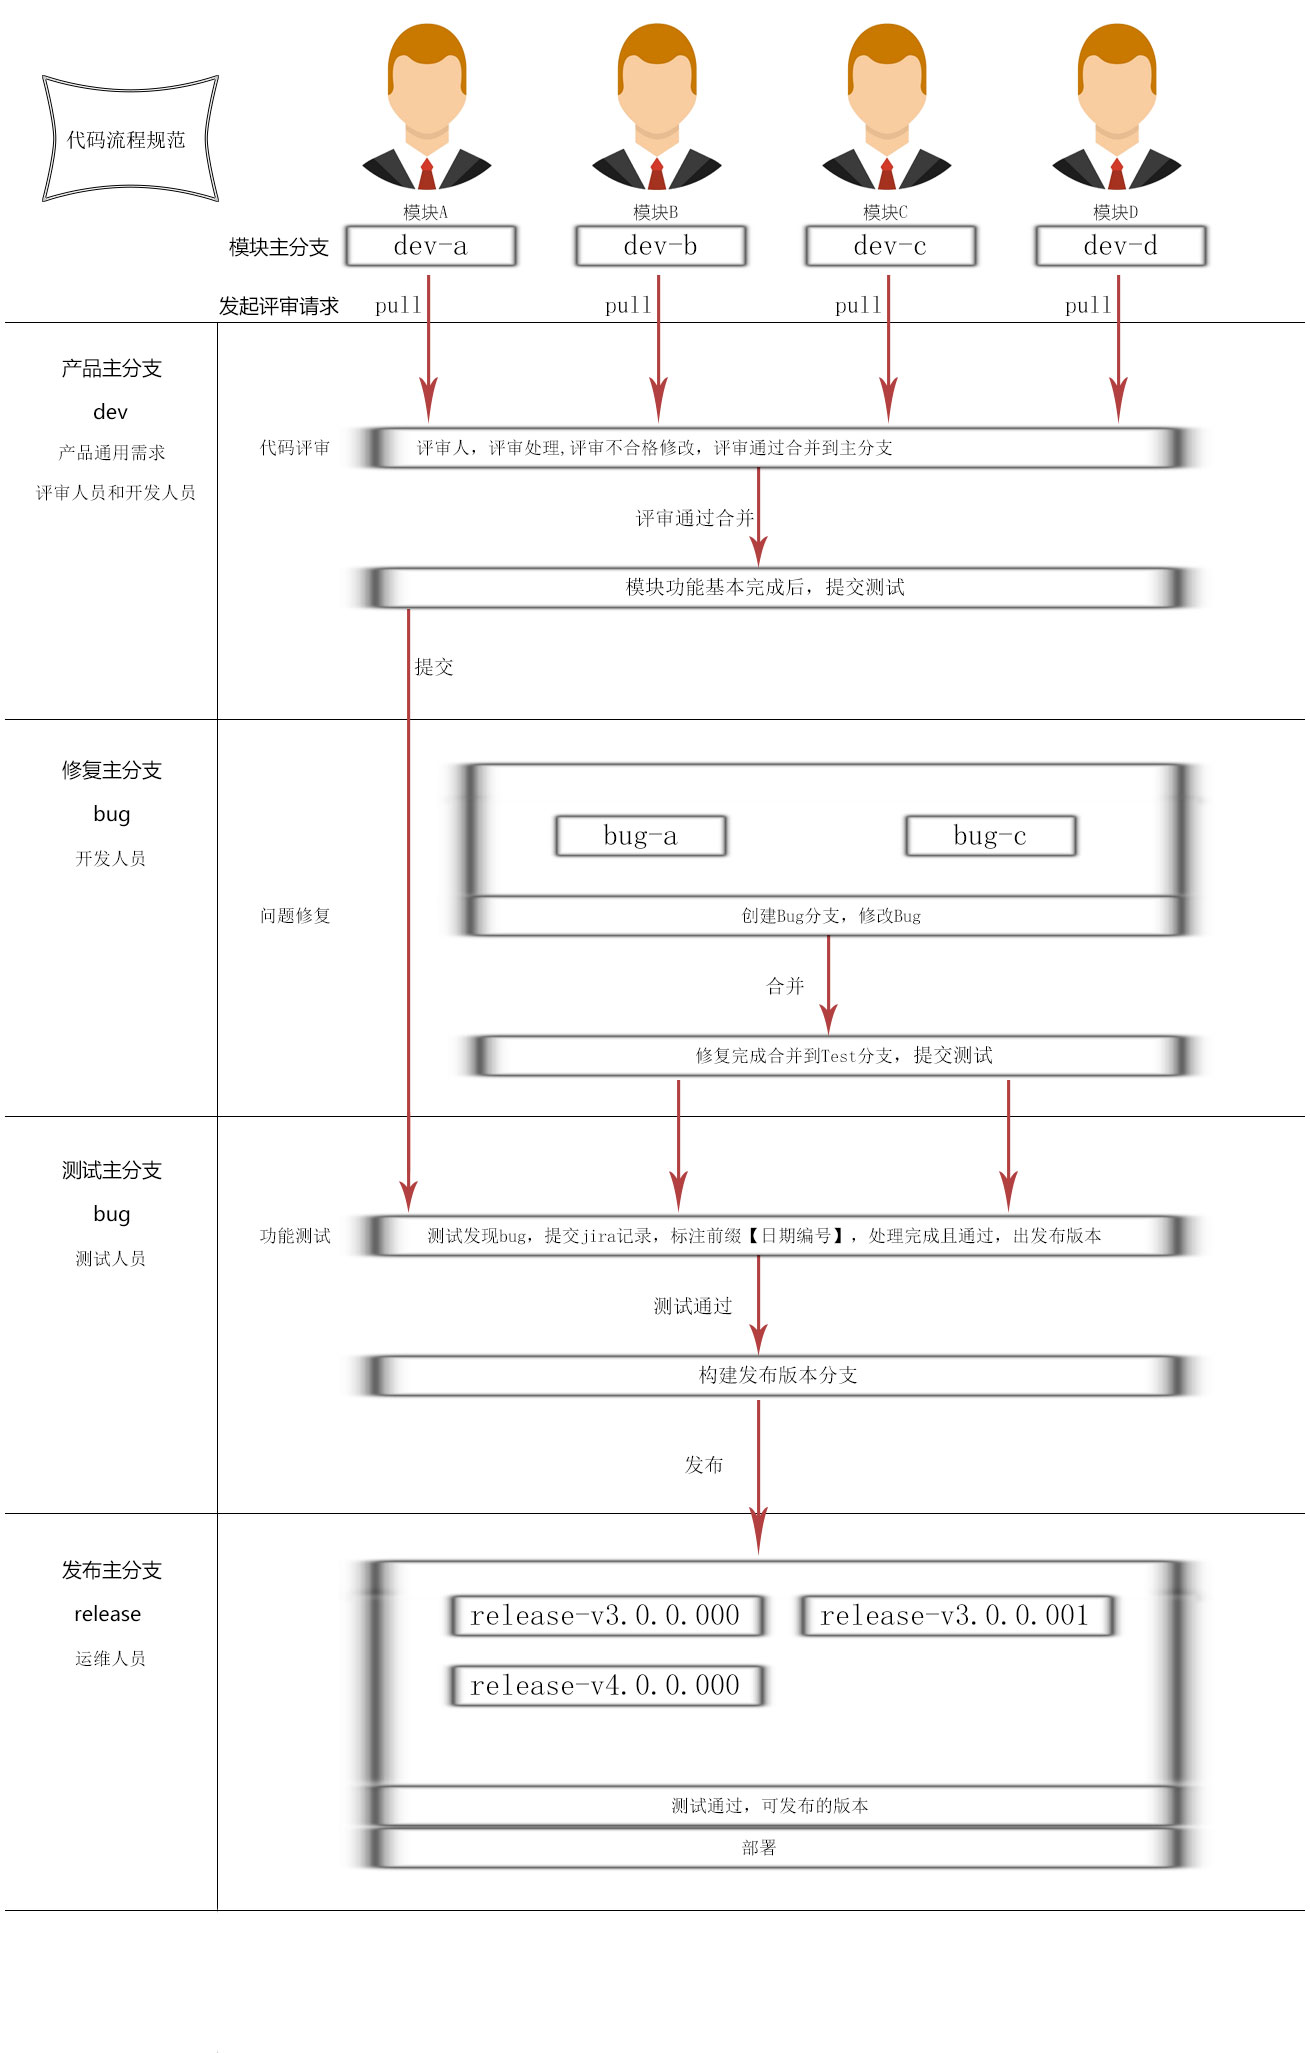 代码流程规范
模块A
模块B
模块C
模块D
模块主分支
dev-a
dev-b
dev-c
dev-d
发起评审请求
pull
pull
pull
pull
产品主分支
dev
产品通用需求
评审人员和开发人员
代码评审
评审人，评审处理,评审不合格修改，评审通过合并到主分支
评审通过合并
模块功能基本完成后，提交测试
提交
修复主分支
bug
开发人员
bug-a
bug-c
问题修复
创建Bug分支，修改Bug
合并
修复完成合并到Test分支，提交测试
测试主分支
bug
测试人员
功能测试
测试发现bug，提交jira记录，标注前缀【日期编号】，处理完成且通过，出发布版本
测试通过
构建发布版本分支
发布
发布主分支
release
运维人员
release-v3.0.0.000
release-v3.0.0.001
release-v4.0.0.000
测试通过，可发布的版本
部署